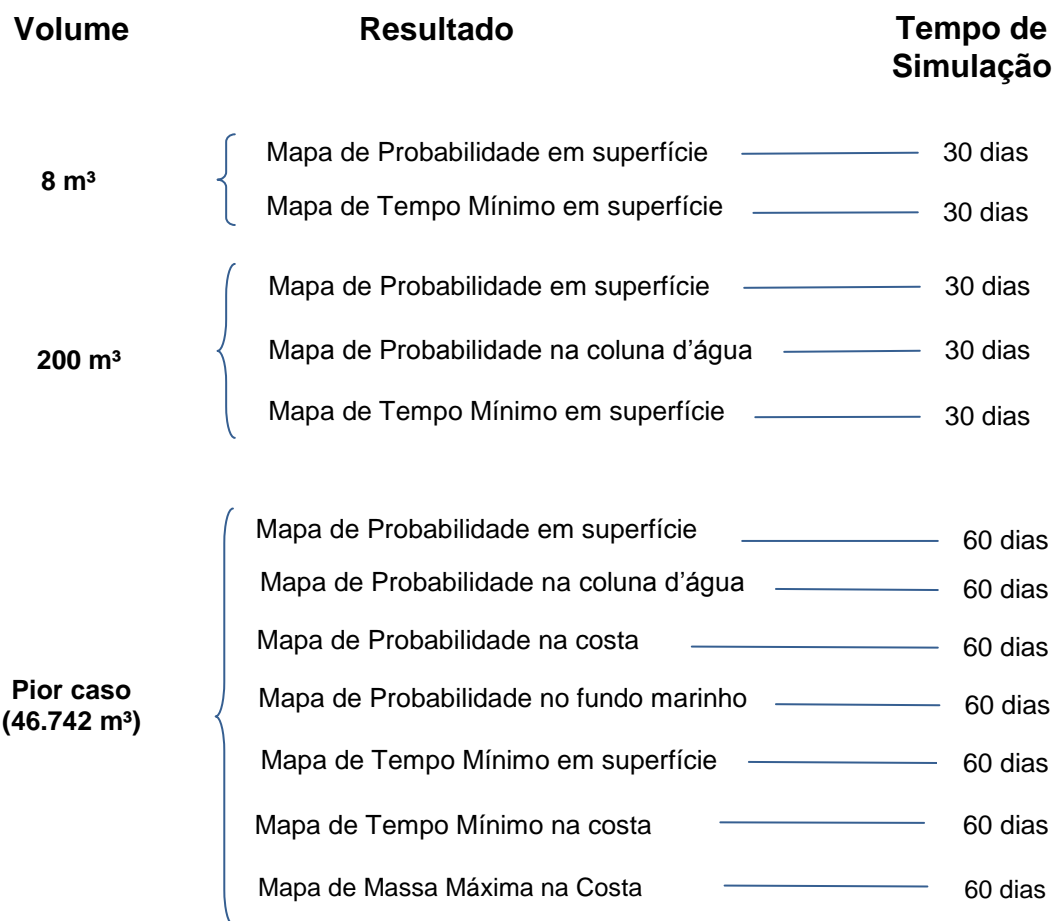 Volume Resultado Tempo de
Simulação
8 m³
Mapa de Probabilidade em superfície 30 dias
Mapa de Tempo Mínimo em superfície 30 dias
200 m³
Mapa de Probabilidade em superfície 30 dias
Mapa de Probabilidade na coluna d’água 30 dias
Mapa de Tempo Mínimo em superfície 30 dias
Pior caso
(46.742 m³)
Mapa de Probabilidade em superfície 60 dias
Mapa de Probabilidade na coluna d’água 60 dias
Mapa de Probabilidade na costa 60 dias
Mapa de Probabilidade no fundo marinho 60 dias
Mapa de Tempo Mínimo em superfície 60 dias
Mapa de Tempo Mínimo na costa 60 dias
Mapa de Massa Máxima na Costa 60 dias